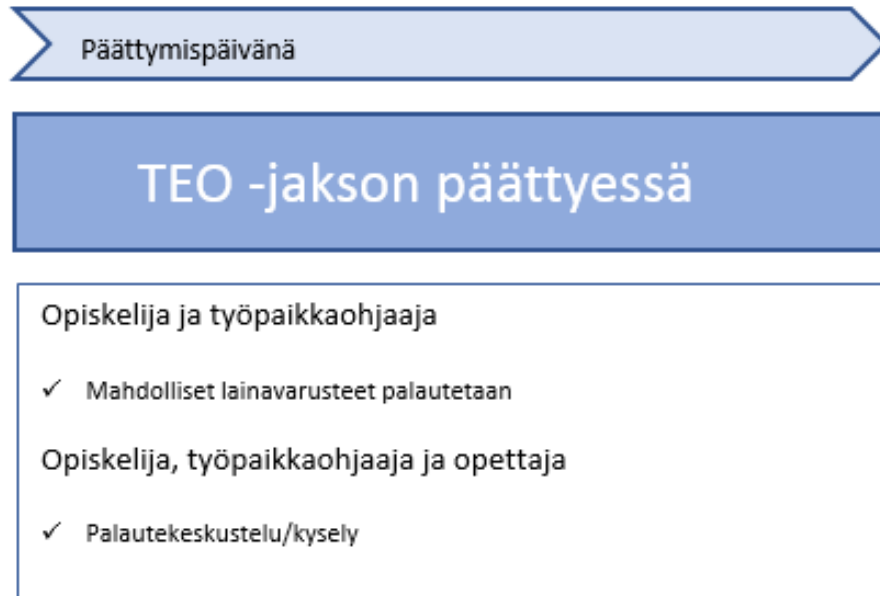 Päättymispäivänä
TEO -jakson päättyessä
Opiskelija ja työpaikkaohjaaja
✓ Mahdolliset lainavarusteet palautetaan
Opiskelija, työpaikkaohjaaja ja opettaja
✓ Palautekeskustelu/kysely